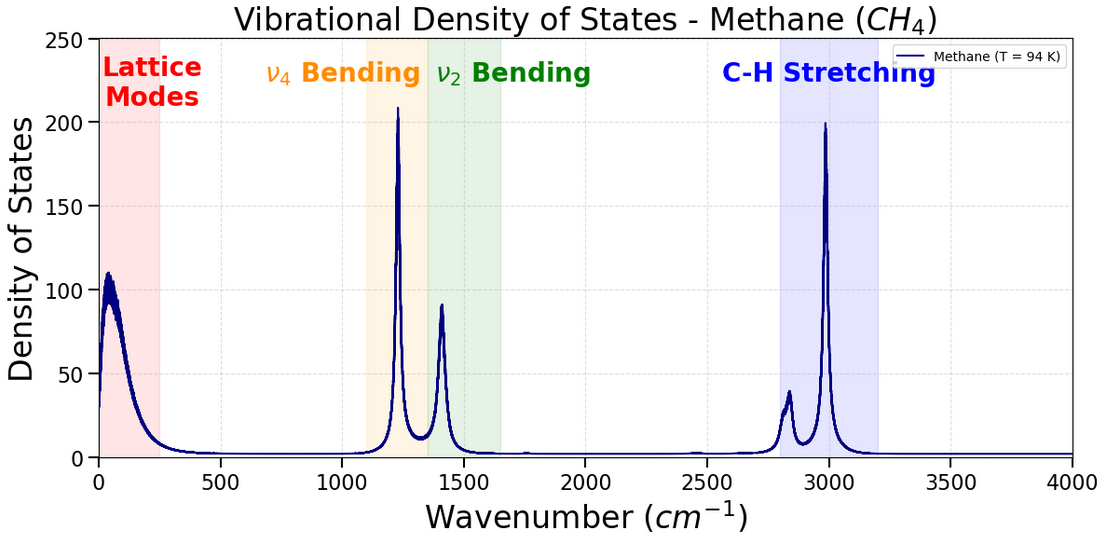 Vibrational Density of States - Methane (CH₄)
Lattice
Modes
ν₄ Bending
ν₂ Bending
C-H Stretching
Methane (T = 94 K)
Density of States
250
200
150
100
50
0
0 500 1000 1500 2000 2500 3000 3500 4000
Wavenumber (cm⁻¹)